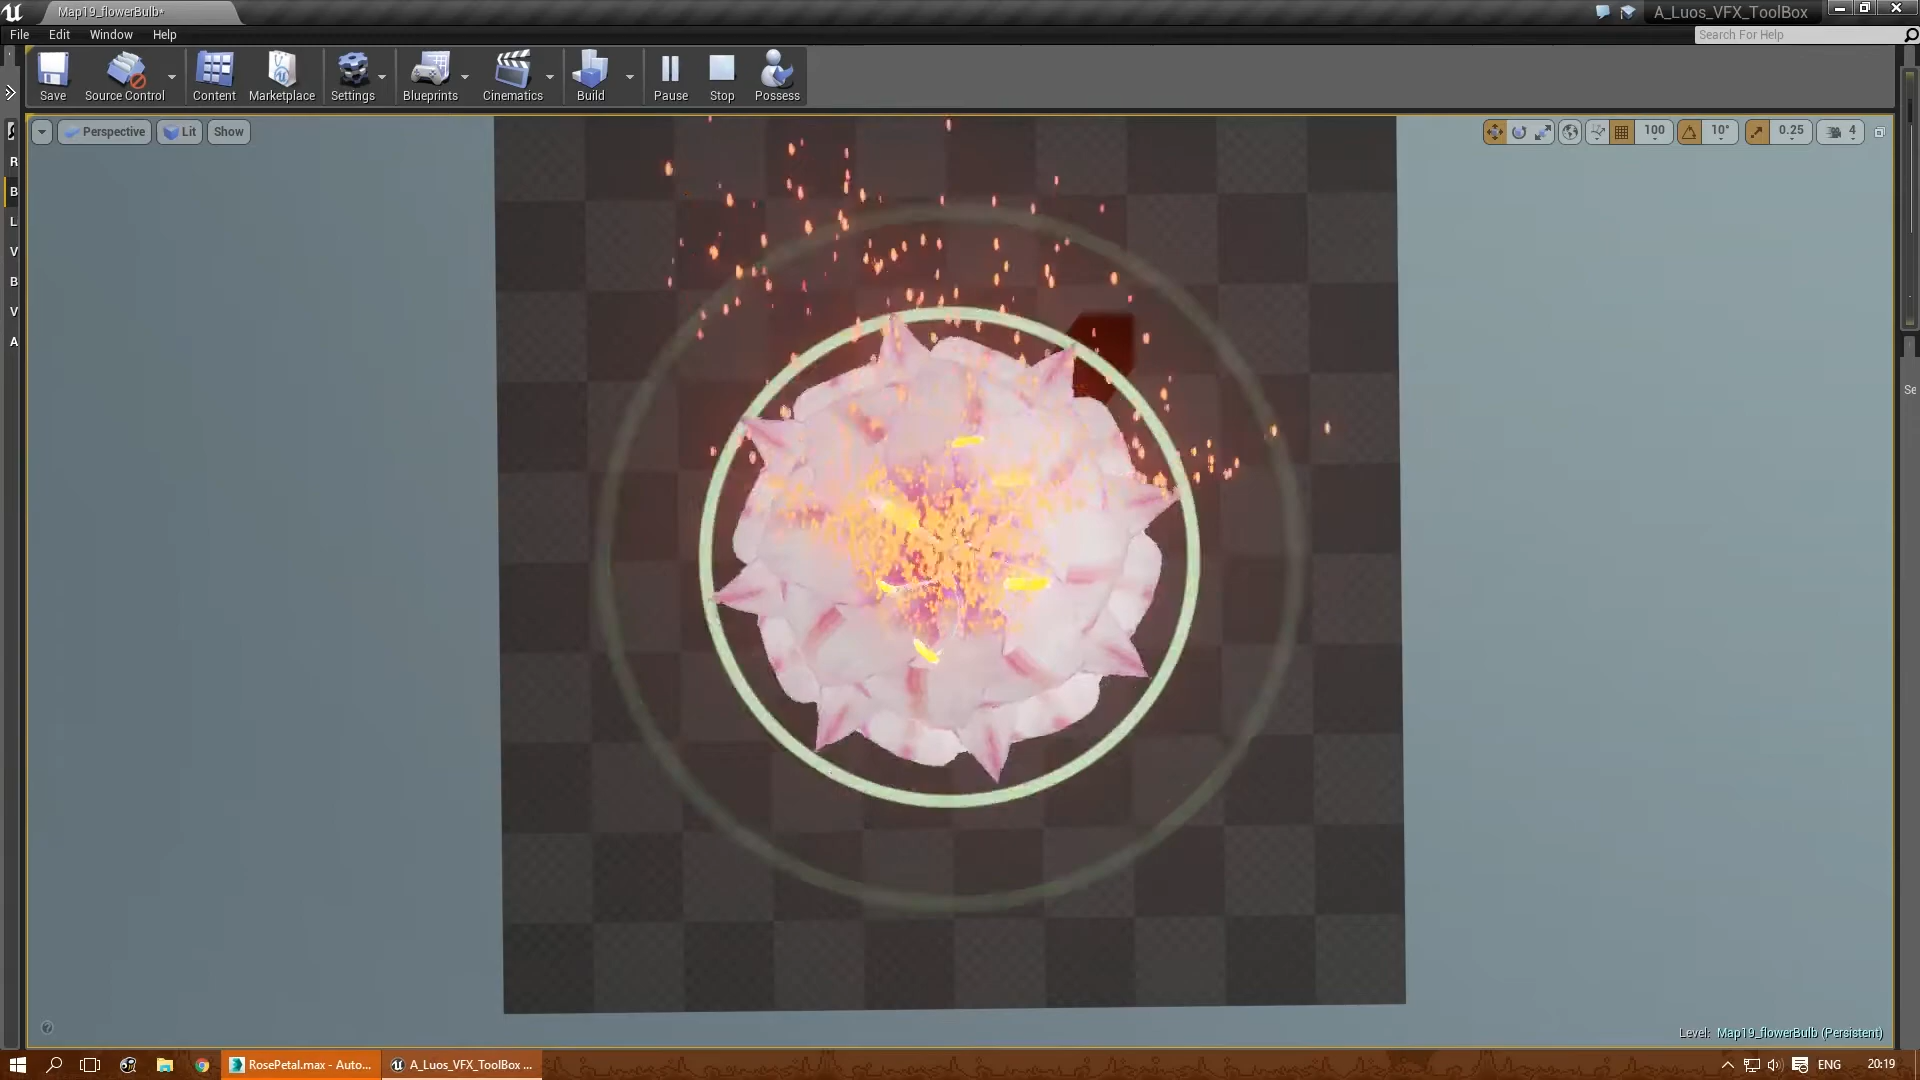 Map19_flowerBulb*
A_Luos_VFX_ToolBox
File Edit Window Help
Search For Help
Save Source Control Content Marketplace Settings Blueprints Cinematics Build Pause Stop Possess
Perspective Lit Show
100 10° 0.25 4
R
B
L
V
B
V
A
Se
Level: Map19_flowerBulb (Persistent)
RosePetal.max - Auto...
A_Luos_VFX_ToolBox ...
ENG
20:19